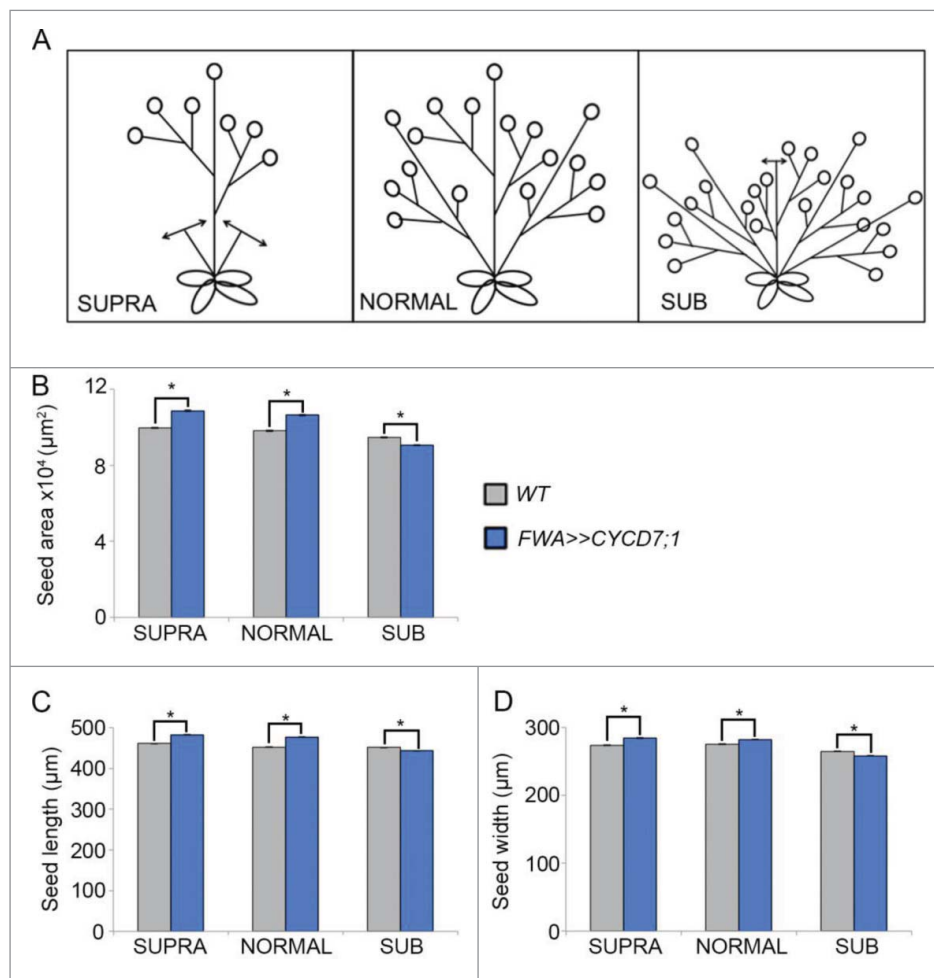 A
SUPRA
NORMAL
SUB
B
Seed area x10⁴ (µm²)
12
8
4
0
*
*
*
SUPRA
NORMAL
SUB
WT
FWA>>CYCD7;1
C
Seed length (µm)
500
400
300
200
100
0
*
*
*
SUPRA
NORMAL
SUB
D
Seed width (µm)
300
200
100
0
*
*
*
SUPRA
NORMAL
SUB